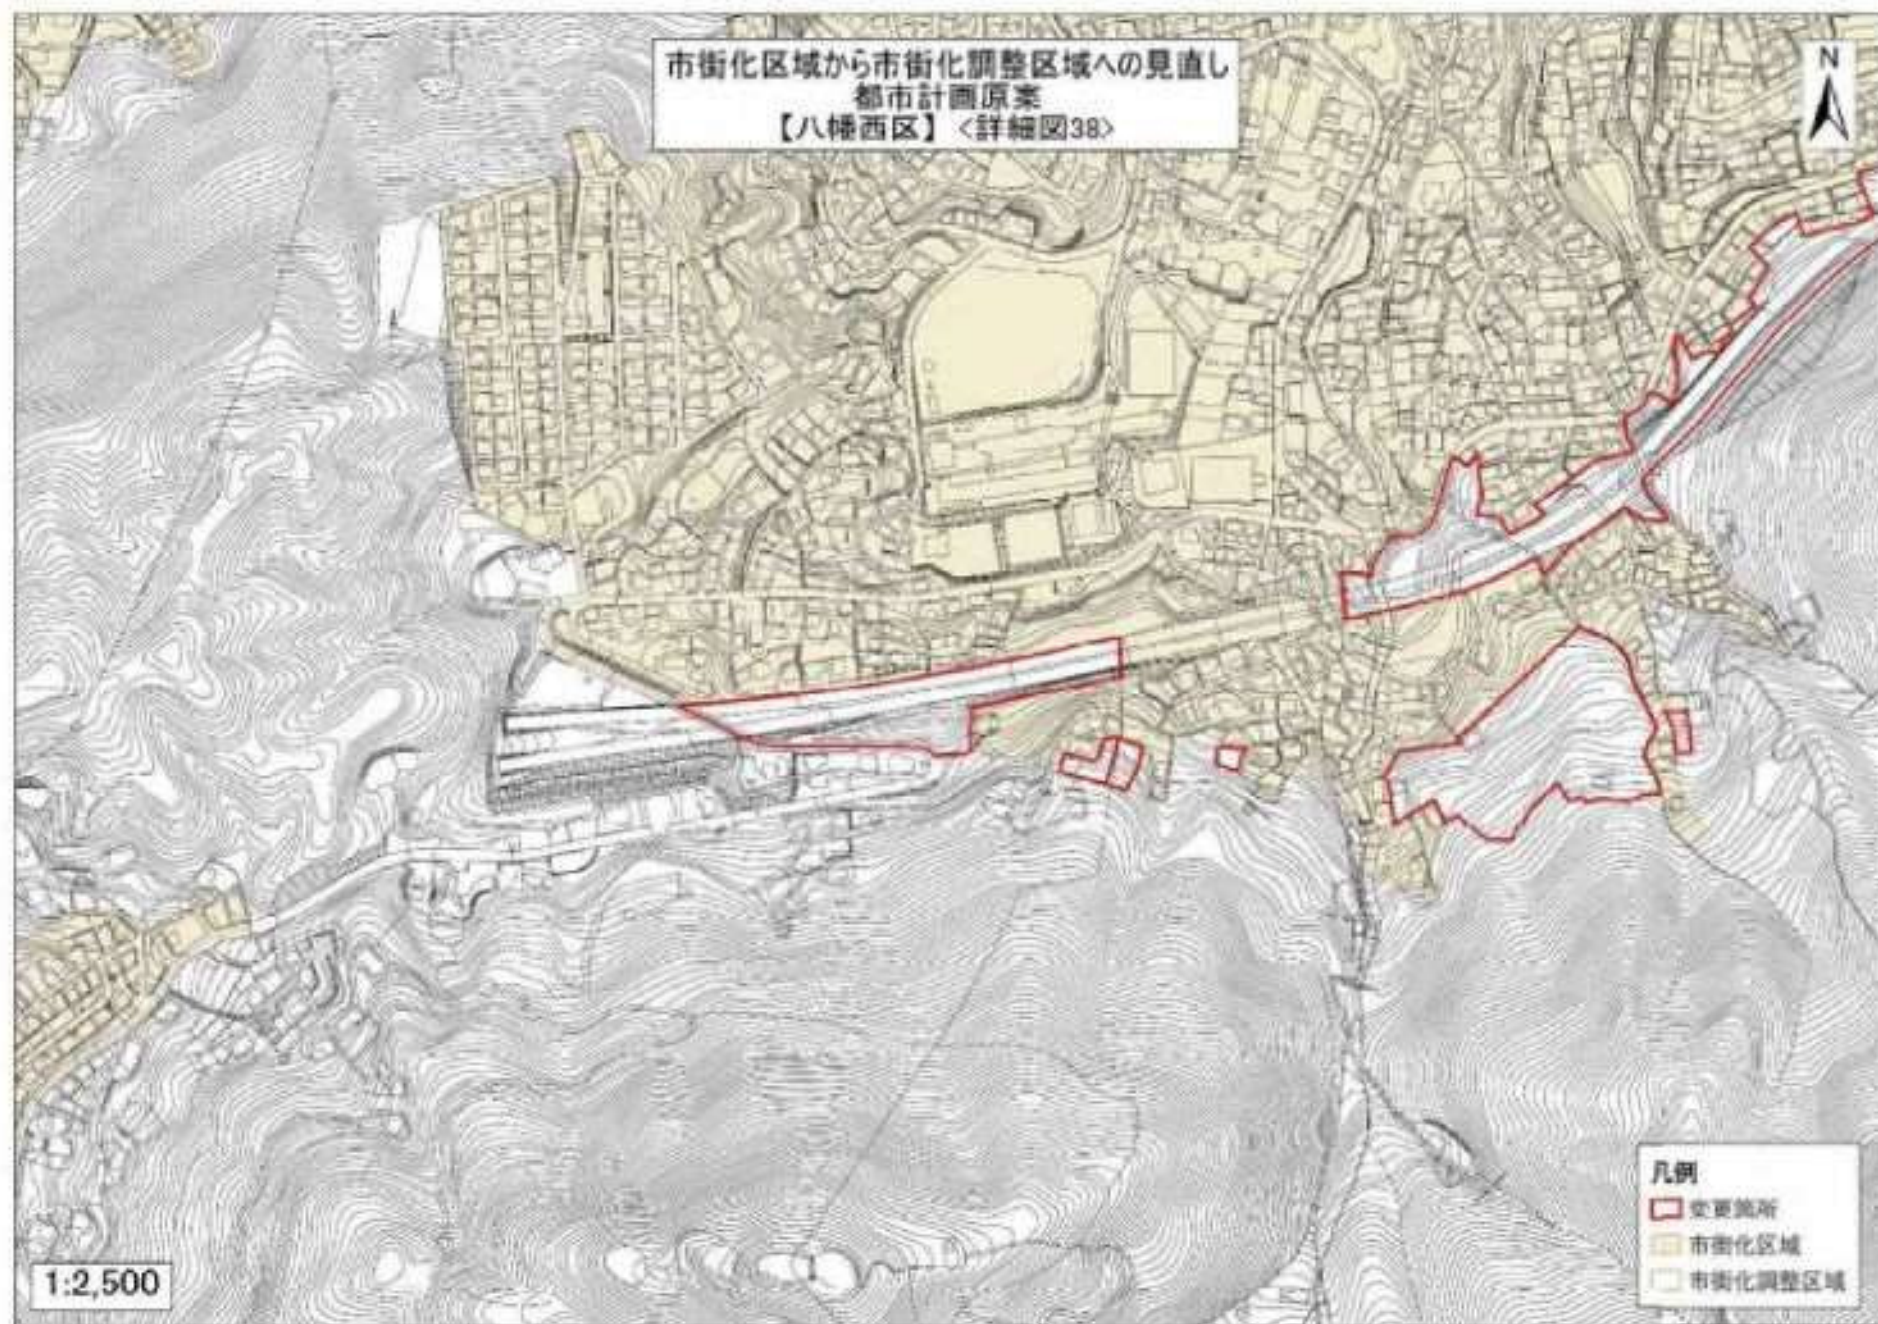 市街化区域から市街化調整区域への見直し
都市計画原案
【八幡西区】<詳細図38>
N
凡例
変更箇所
市街化区域
市街化調整区域
1:2,500